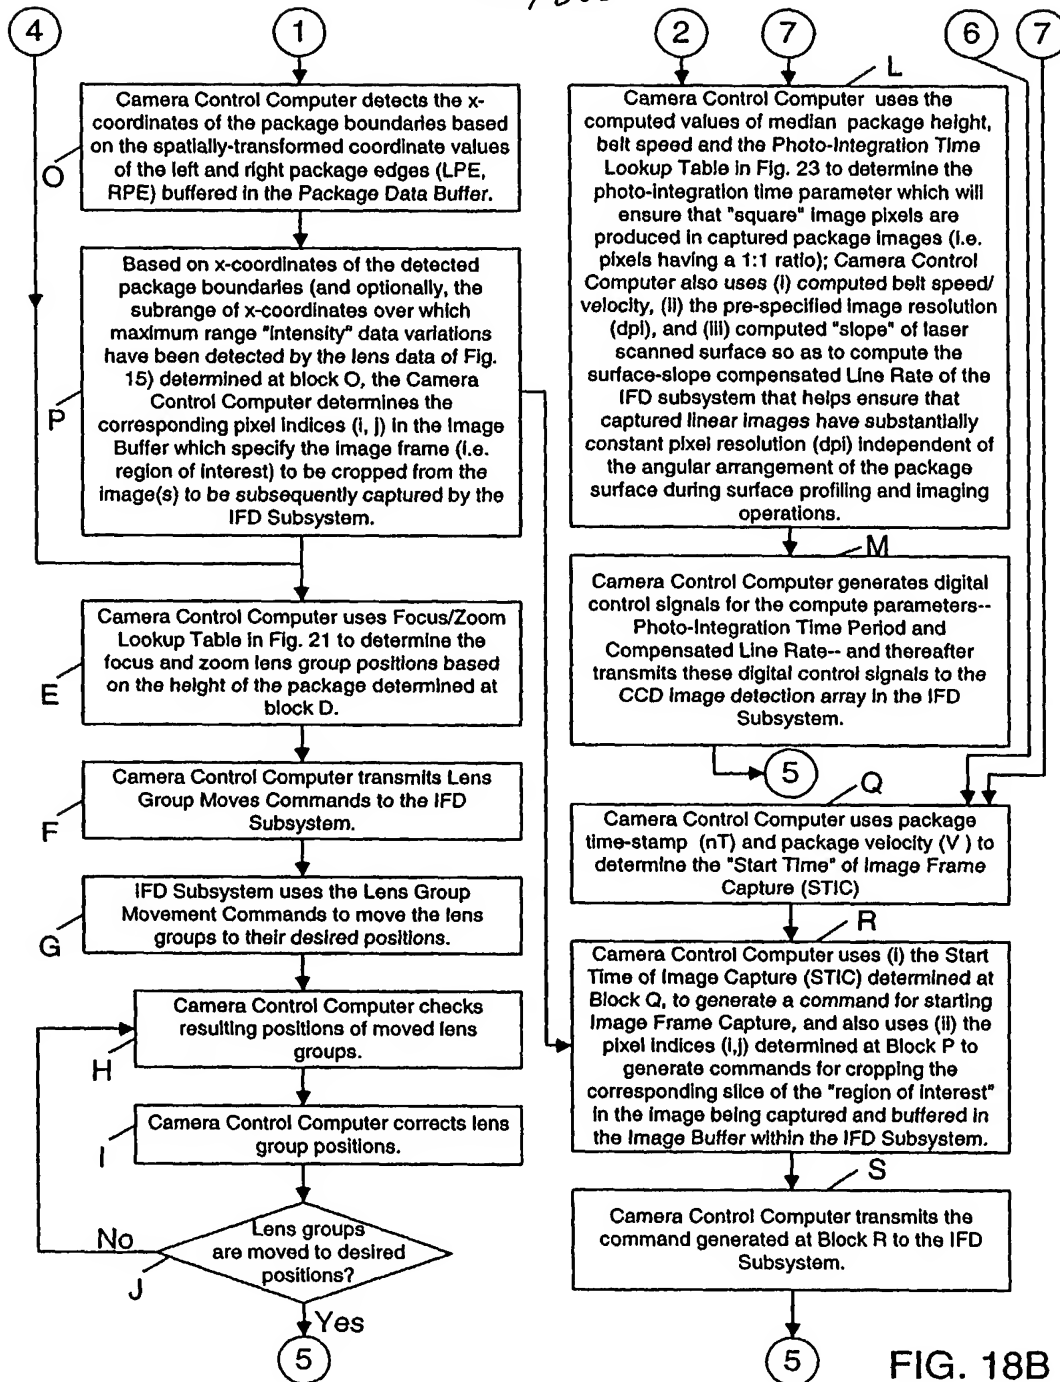 4
1
Camera Control Computer detects the x-
coordinates of the package boundaries based
on the spatially-transformed coordinate values
of the left and right package edges (LPE,
RPE) buffered in the Package Data Buffer.
O
Based on x-coordinates of the detected
package boundaries (and optionally, the
subrange of x-coordinates over which
maximum range "intensity" data variations
have been detected by the lens data of Fig.
15) determined at block O, the Camera
Control Computer determines the
corresponding pixel indices (i, j) in the Image
Buffer which specify the image frame (i.e.
region of interest) to be cropped from the
image(s) to be subsequently captured by the
IFD Subsystem.
P
Camera Control Computer uses Focus/Zoom
Lookup Table in Fig. 21 to determine the
focus and zoom lens group positions based
on the height of the package determined at
block D.
E
Camera Control Computer transmits Lens
Group Moves Commands to the IFD
Subsystem.
F
IFD Subsystem uses the Lens Group
Movement Commands to move the lens
groups to their desired positions.
G
Camera Control Computer checks
resulting positions of moved lens
groups.
H
Camera Control Computer corrects lens
group positions.
I
Lens groups
are moved to desired
positions?
No
J
Yes
5
2
7
6
7
L
Camera Control Computer uses the
computed values of median package height,
belt speed and the Photo-Integration Time
Lookup Table in Fig. 23 to determine the
photo-integration time parameter which will
ensure that "square" image pixels are
produced in captured package images (i.e.
pixels having a 1:1 ratio); Camera Control
Computer also uses (i) computed belt speed/
velocity, (ii) the pre-specified image resolution
(dpi), and (iii) computed "slope" of laser
scanned surface so as to compute the
surface-slope compensated Line Rate of the
IFD subsystem that helps ensure that
captured linear images have substantially
constant pixel resolution (dpi) independent of
the angular arrangement of the package
surface during surface profiling and imaging
operations.
M
Camera Control Computer generates digital
control signals for the compute parameters--
Photo-Integration Time Period and
Compensated Line Rate-- and thereafter
transmits these digital control signals to the
CCD image detection array in the IFD
Subsystem.
5
Q
Camera Control Computer uses package
time-stamp (nT) and package velocity (V ) to
determine the "Start Time" of Image Frame
Capture (STIC)
R
Camera Control Computer uses (i) the Start
Time of Image Capture (STIC) determined at
Block Q, to generate a command for starting
Image Frame Capture, and also uses (ii) the
pixel indices (i,j) determined at Block P to
generate commands for cropping the
corresponding slice of the "region of interest"
in the image being captured and buffered in
the Image Buffer within the IFD Subsystem.
S
Camera Control Computer transmits the
command generated at Block R to the IFD
Subsystem.
5
FIG. 18B